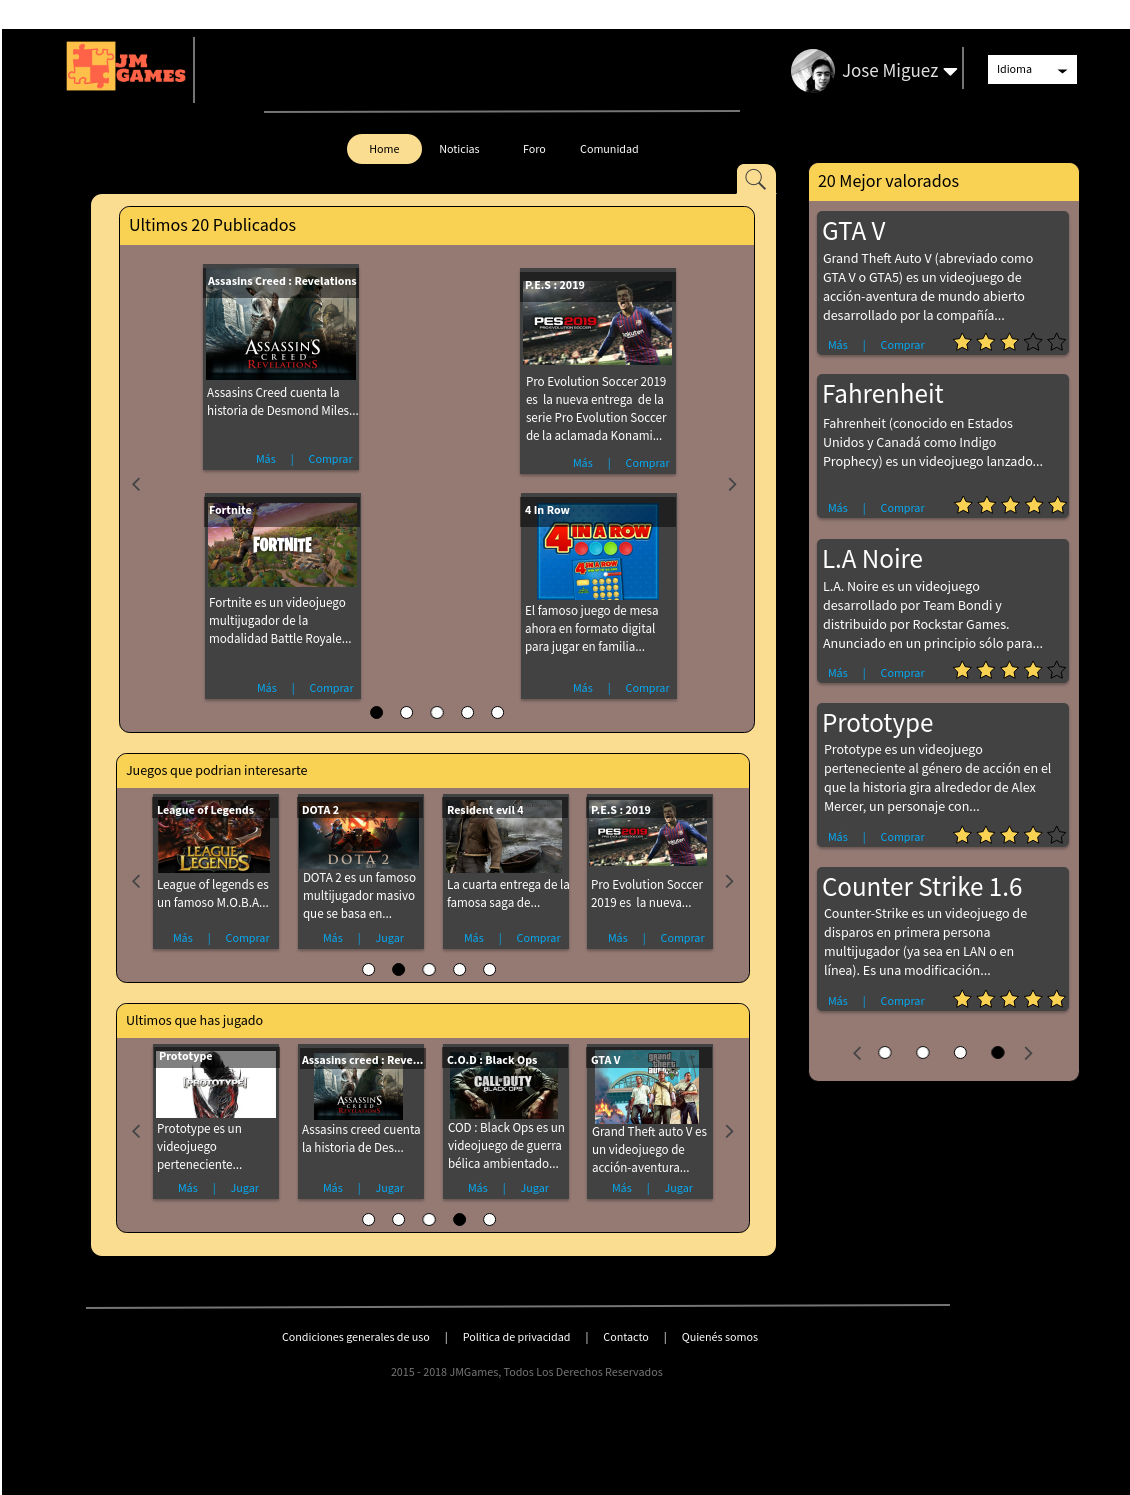 JM
GAMES
Jose Miguez
Idioma
Home
Noticias
Foro
Comunidad
Ultimos 20 Publicados
Assasins Creed : Revelations
ASSASSIN'S
CREED
REVELATIONS
Assasins Creed cuenta la
historia de Desmond Miles...
Más | Comprar
P.E.S : 2019
PES2019
PRO EVOLUTION SOCCER
Rakuten
Pro Evolution Soccer 2019
es la nueva entrega de la
serie Pro Evolution Soccer
de la aclamada Konami...
Más | Comprar
Fortnite
FORTNITE
Fortnite es un videojuego
multijugador de la
modalidad Battle Royale...
Más | Comprar
4 In Row
4 IN A ROW
4 IN A ROW
El famoso juego de mesa
ahora en formato digital
para jugar en familia...
Más | Comprar
Juegos que podrian interesarte
League of Legends
LEAGUE
OF
LEGENDS
League of legends es
un famoso M.O.B.A...
Más | Comprar
DOTA 2
DOTA 2
DOTA 2 es un famoso
multijugador masivo
que se basa en...
Más | Jugar
Resident evil 4
La cuarta entrega de la
famosa saga de...
Más | Comprar
P.E.S : 2019
PES2019
Pro Evolution Soccer
2019 es la nueva...
Más | Comprar
Ultimos que has jugado
Prototype
[PROTOTYPE]
Prototype es un
videojuego
perteneciente...
Más | Jugar
Assasins creed : Reve...
ASSASSIN'S
CREED
REVELATIONS
Assasins creed cuenta
la historia de Des...
Más | Jugar
C.O.D : Black Ops
CALL OF DUTY
BLACK OPS
COD : Black Ops es un
videojuego de guerra
bélica ambientado...
Más | Jugar
GTA V
grand
theft
auto
Grand Theft auto V es
un videojuego de
acción-aventura...
Más | Jugar
20 Mejor valorados
GTA V
Grand Theft Auto V (abreviado como
GTA V o GTA5) es un videojuego de
acción-aventura de mundo abierto
desarrollado por la compañía...
Más | Comprar
Fahrenheit
Fahrenheit (conocido en Estados
Unidos y Canadá como Indigo
Prophecy) es un videojuego lanzado...
Más | Comprar
L.A Noire
L.A. Noire es un videojuego
desarrollado por Team Bondi y
distribuido por Rockstar Games.
Anunciado en un principio sólo para...
Más | Comprar
Prototype
Prototype es un videojuego
perteneciente al género de acción en el
que la historia gira alrededor de Alex
Mercer, un personaje con...
Más | Comprar
Counter Strike 1.6
Counter-Strike es un videojuego de
disparos en primera persona
multijugador (ya sea en LAN o en
línea). Es una modificación...
Más | Comprar
Condiciones generales de uso | Politica de privacidad | Contacto | Quienés somos
2015 - 2018 JMGames, Todos Los Derechos Reservados